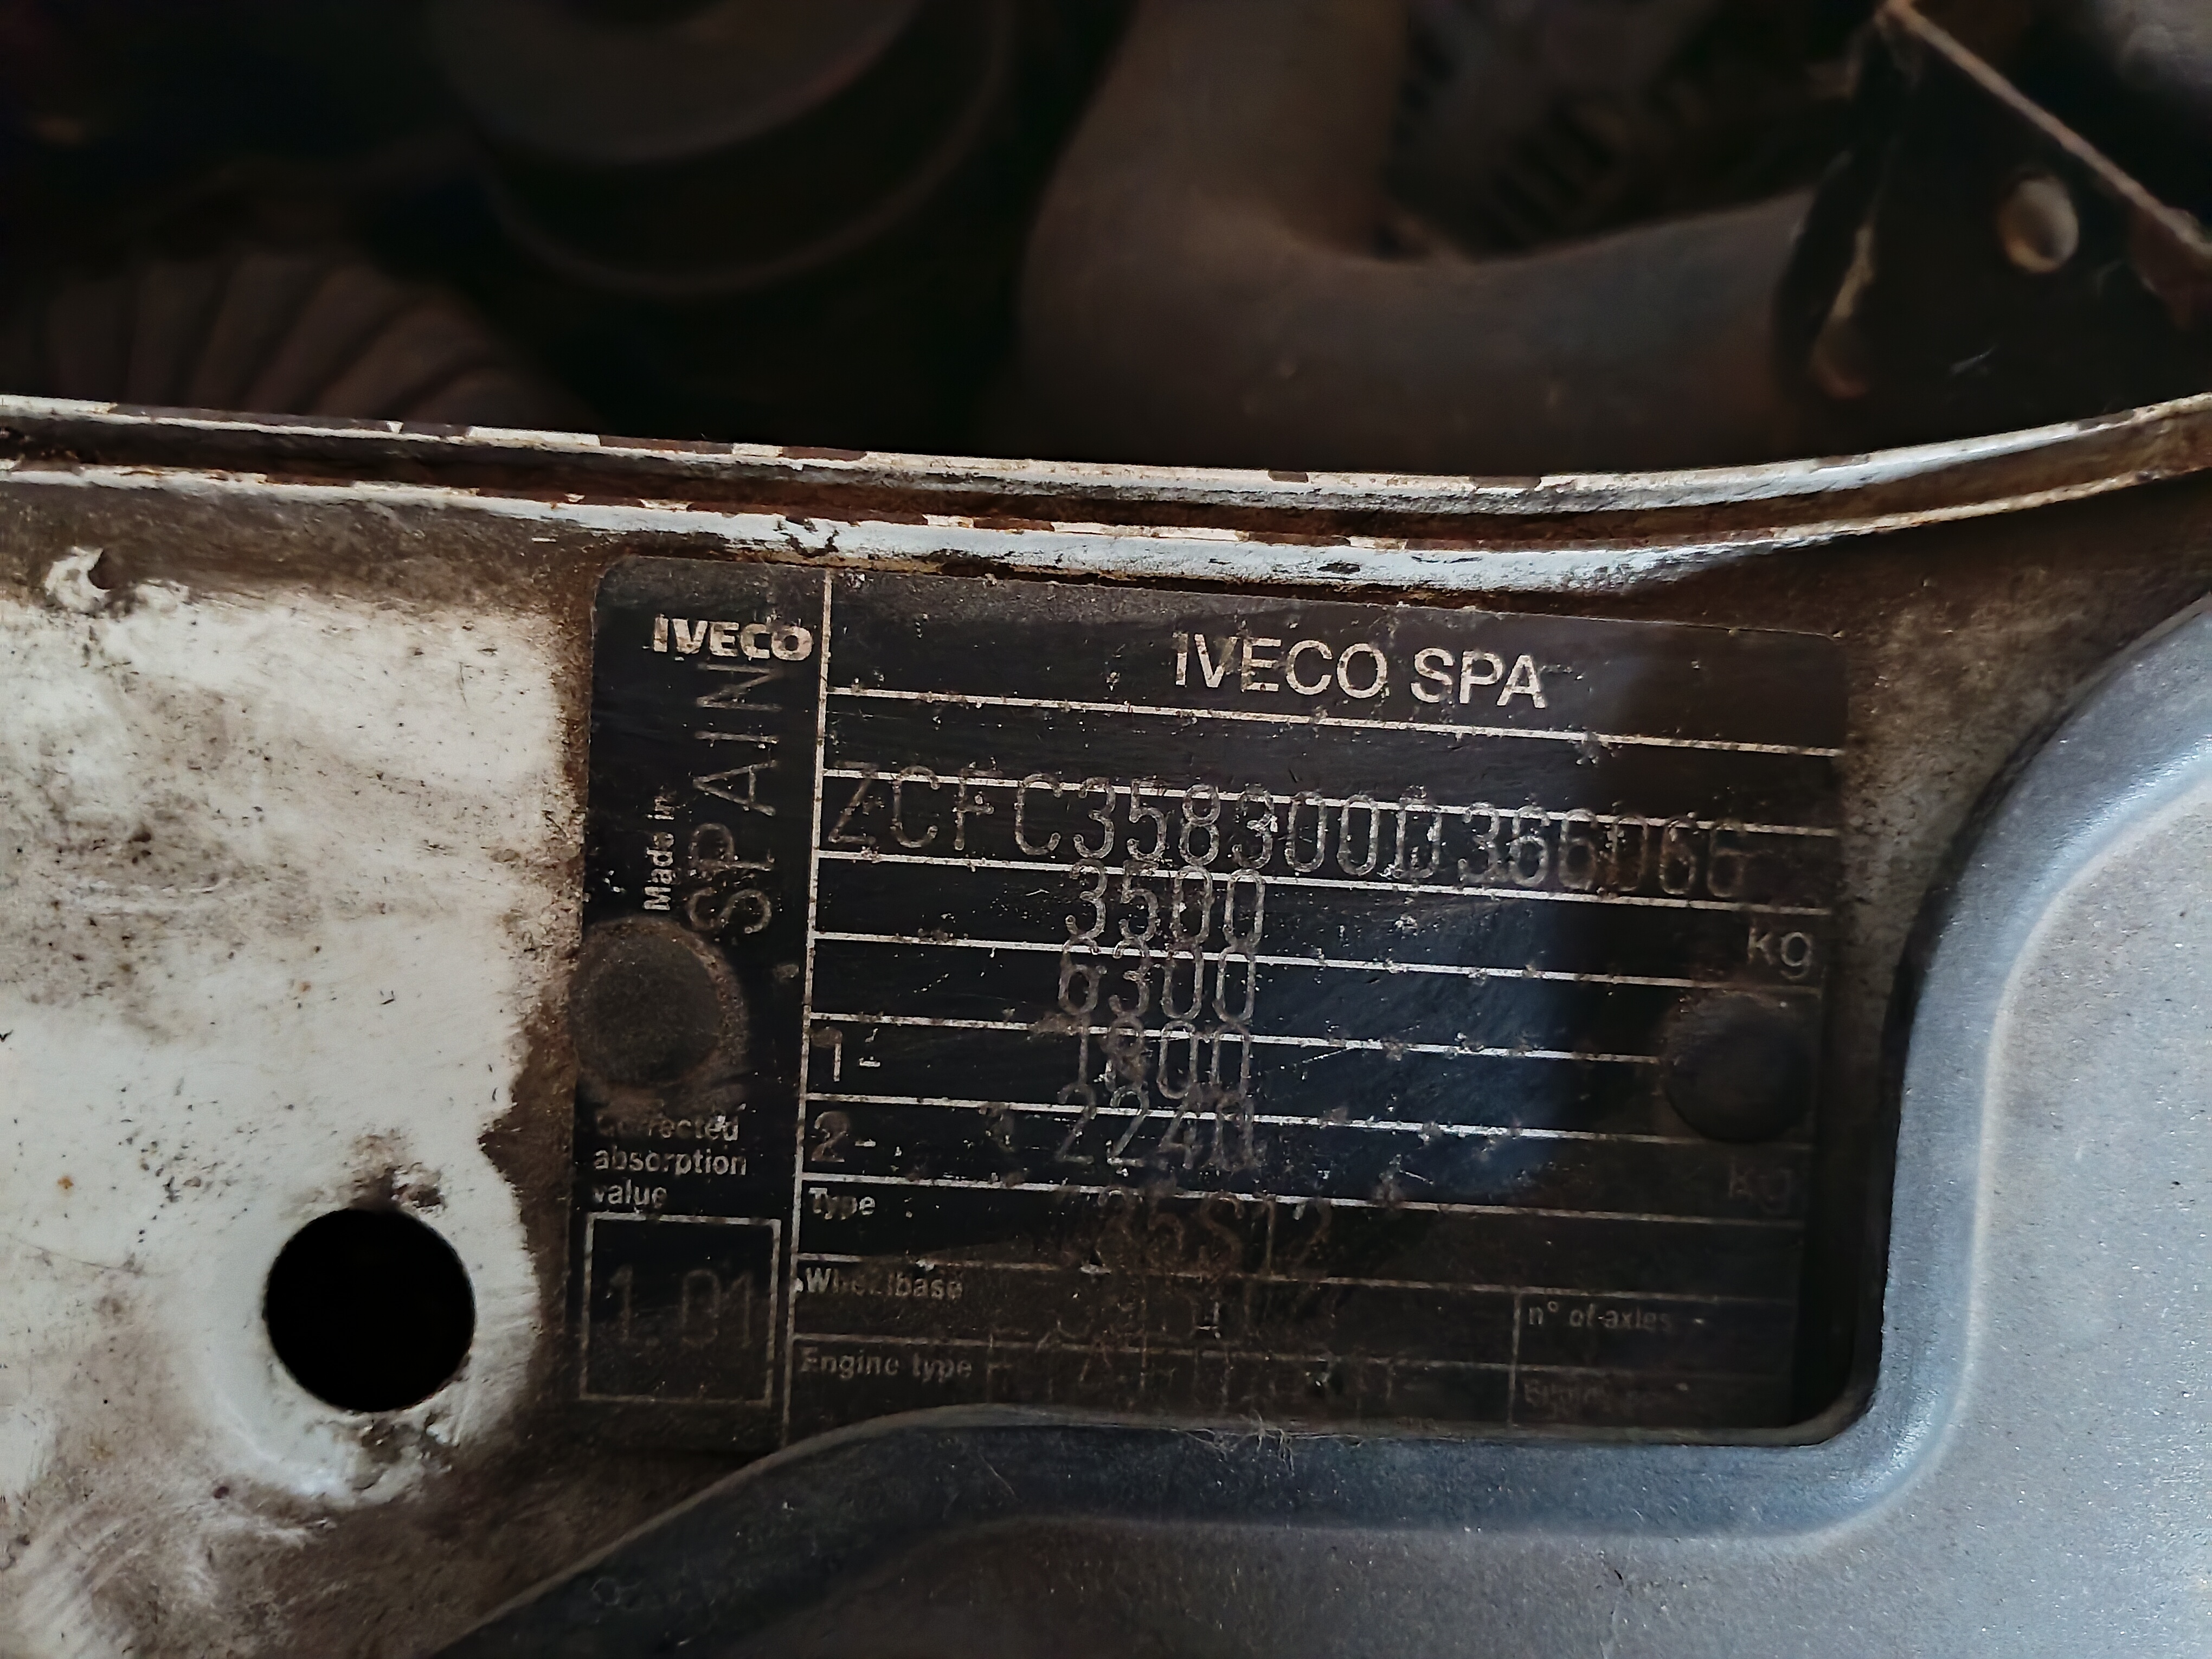 IVECO
Made in
SPAIN
IVECO SPA
ZCFC358300D366066
3500 kg
6300
1- 1800
2- 2240 kg
Corrected
absorption
value
1.01
Type : 35S12
Wheelbase
n° of axles
Engine type